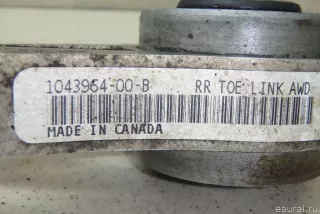 1043964-00-B RR TOE LINK AWD
MADE IN CANADA
© eaural.ru